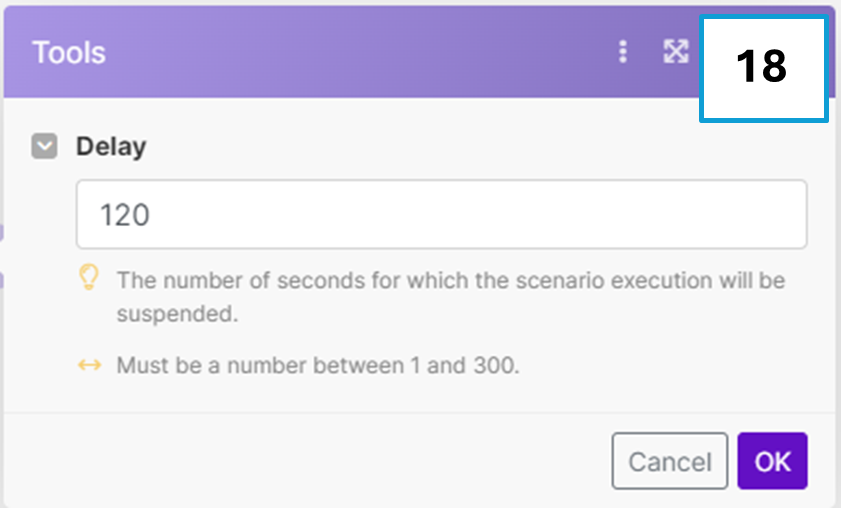 Tools
18
Delay
120
The number of seconds for which the scenario execution will be
suspended.
Must be a number between 1 and 300.
Cancel
OK